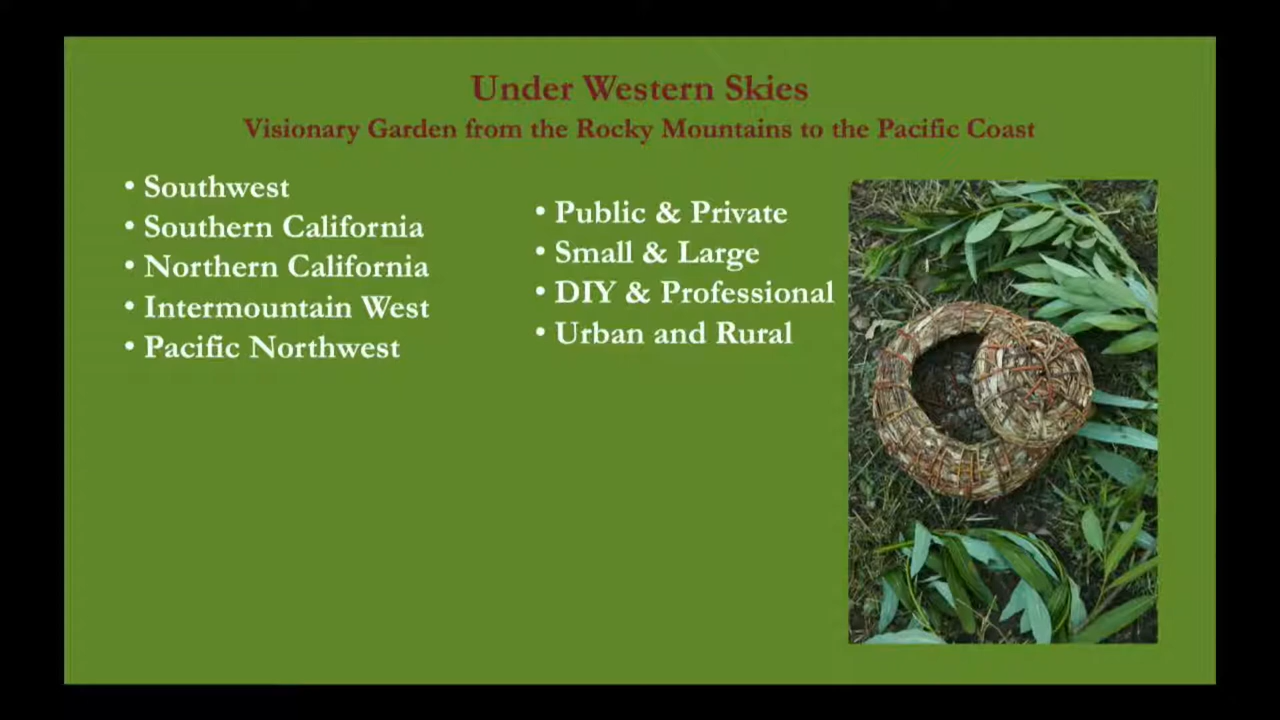 Under Western Skies
Visionary Garden from the Rocky Mountains to the Pacific Coast
• Southwest
• Southern California
• Northern California
• Intermountain West
• Pacific Northwest
• Public & Private
• Small & Large
• DIY & Professional
• Urban and Rural